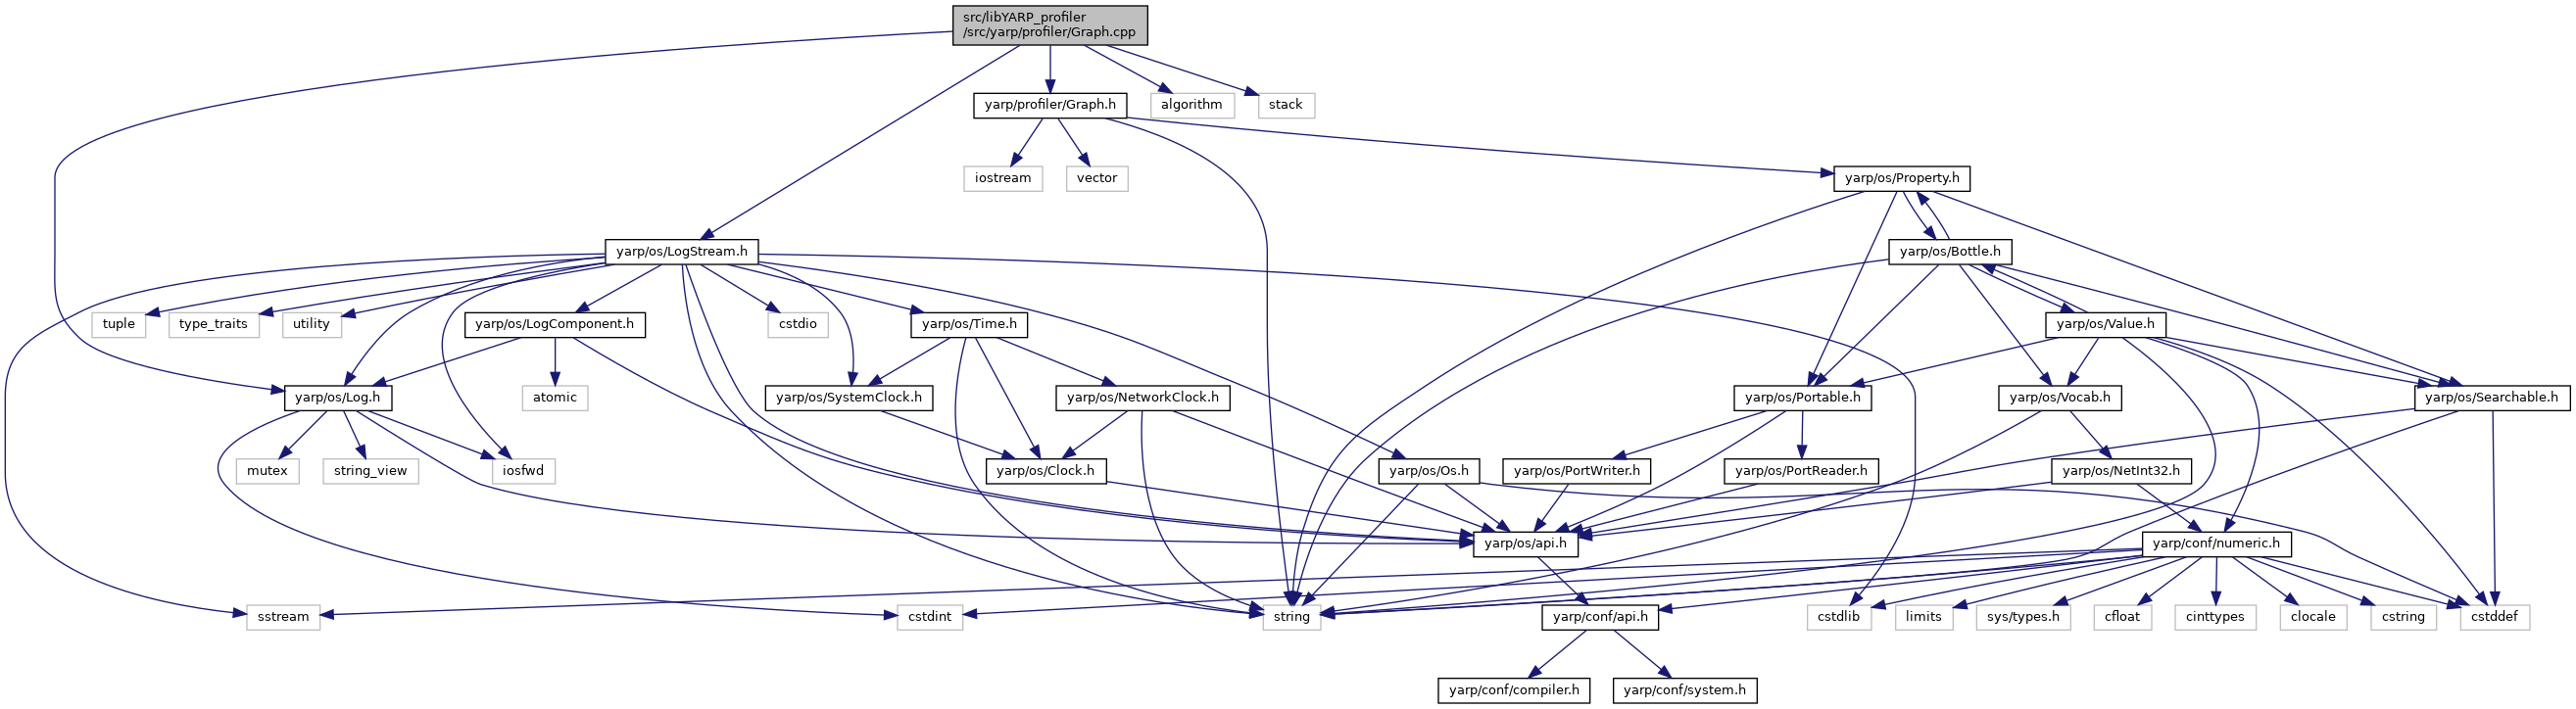 src/libYARP_profiler
/src/yarp/profiler/Graph.cpp
yarp/profiler/Graph.h
algorithm
stack
iostream
vector
yarp/os/Property.h
yarp/os/LogStream.h
yarp/os/Bottle.h
tuple
type_traits
utility
yarp/os/LogComponent.h
cstdio
yarp/os/Time.h
yarp/os/Value.h
yarp/os/Log.h
atomic
yarp/os/SystemClock.h
yarp/os/NetworkClock.h
yarp/os/Portable.h
yarp/os/Vocab.h
yarp/os/Searchable.h
mutex
string_view
iosfwd
yarp/os/Clock.h
yarp/os/Os.h
yarp/os/PortWriter.h
yarp/os/PortReader.h
yarp/os/NetInt32.h
yarp/os/api.h
yarp/conf/numeric.h
sstream
cstdint
string
yarp/conf/api.h
cstdlib
limits
sys/types.h
cfloat
cinttypes
clocale
cstring
cstddef
yarp/conf/compiler.h
yarp/conf/system.h